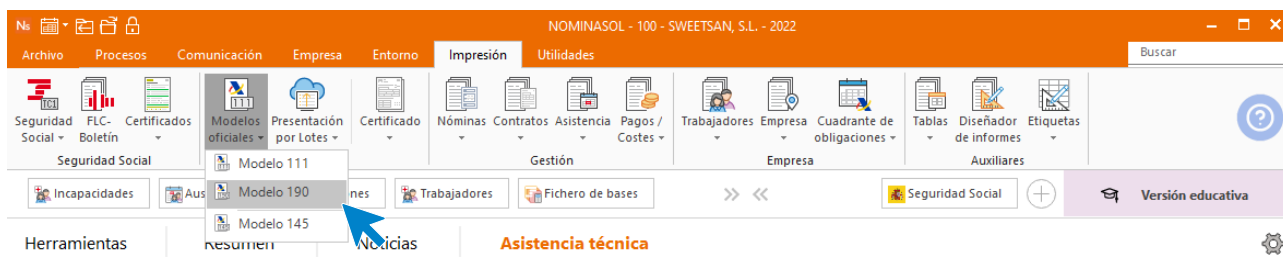 Ns
NOMINASOL - 100 - SWEETSAN, S.L. - 2022
Archivo Procesos Comunicación Empresa Entorno Impresión Utilidades Buscar
TC1 111
Seguridad Social FLC- Boletín Certificados Modelos oficiales Presentación por Lotes Certificado Nóminas Contratos Asistencia Pagos / Costes Trabajadores Empresa Cuadrante de obligaciones Tablas Diseñador de informes Etiquetas
?
Seguridad Social Gestión Empresa Auxiliares
Modelo 111
Modelo 190
Modelo 145
Incapacidades Aus nes Trabajadores Fichero de bases Seguridad Social Versión educativa
Herramientas Resumen Noticias Asistencia técnica